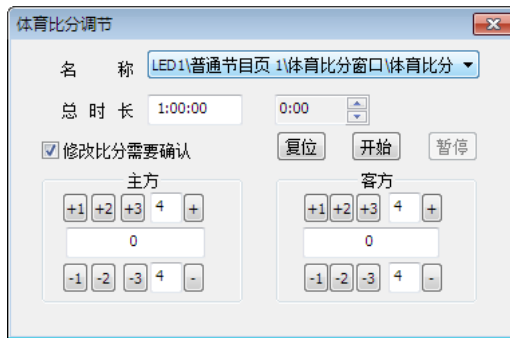 体育比分调节
名 称 LED1\普通节目页 1\体育比分窗口\体育比分
总 时 长 1:00:00 0:00
修改比分需要确认 复位 开始 暂停
主方 客方
+1 +2 +3 4 + +1 +2 +3 4 +
0 0
-1 -2 -3 4 - -1 -2 -3 4 -